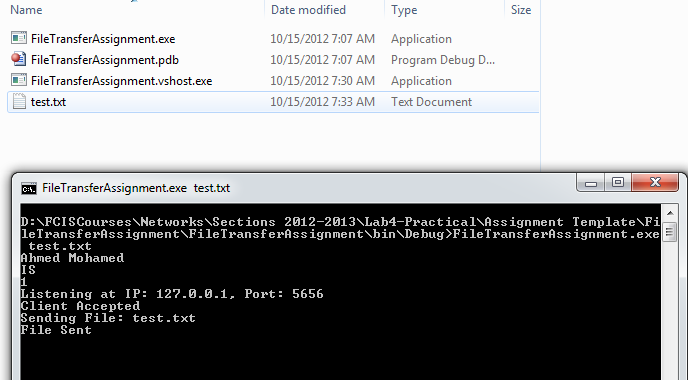 Name Date modified Type Size
FileTransferAssignment.exe 10/15/2012 7:07 AM Application
FileTransferAssignment.pdb 10/15/2012 7:07 AM Program Debug D...
FileTransferAssignment.vshost.exe 10/15/2012 7:30 AM Application
test.txt 10/15/2012 7:33 AM Text Document
FileTransferAssignment.exe test.txt
D:\FCISCourses\Networks\Sections 2012-2013\Lab4-Practical\Assignment Template\Fi
leTransferAssignment\FileTransferAssignment\bin\Debug>FileTransferAssignment.exe
test.txt
Ahmed Mohamed
IS
1
Listening at IP: 127.0.0.1, Port: 5656
Client Accepted
Sending File: test.txt
File Sent